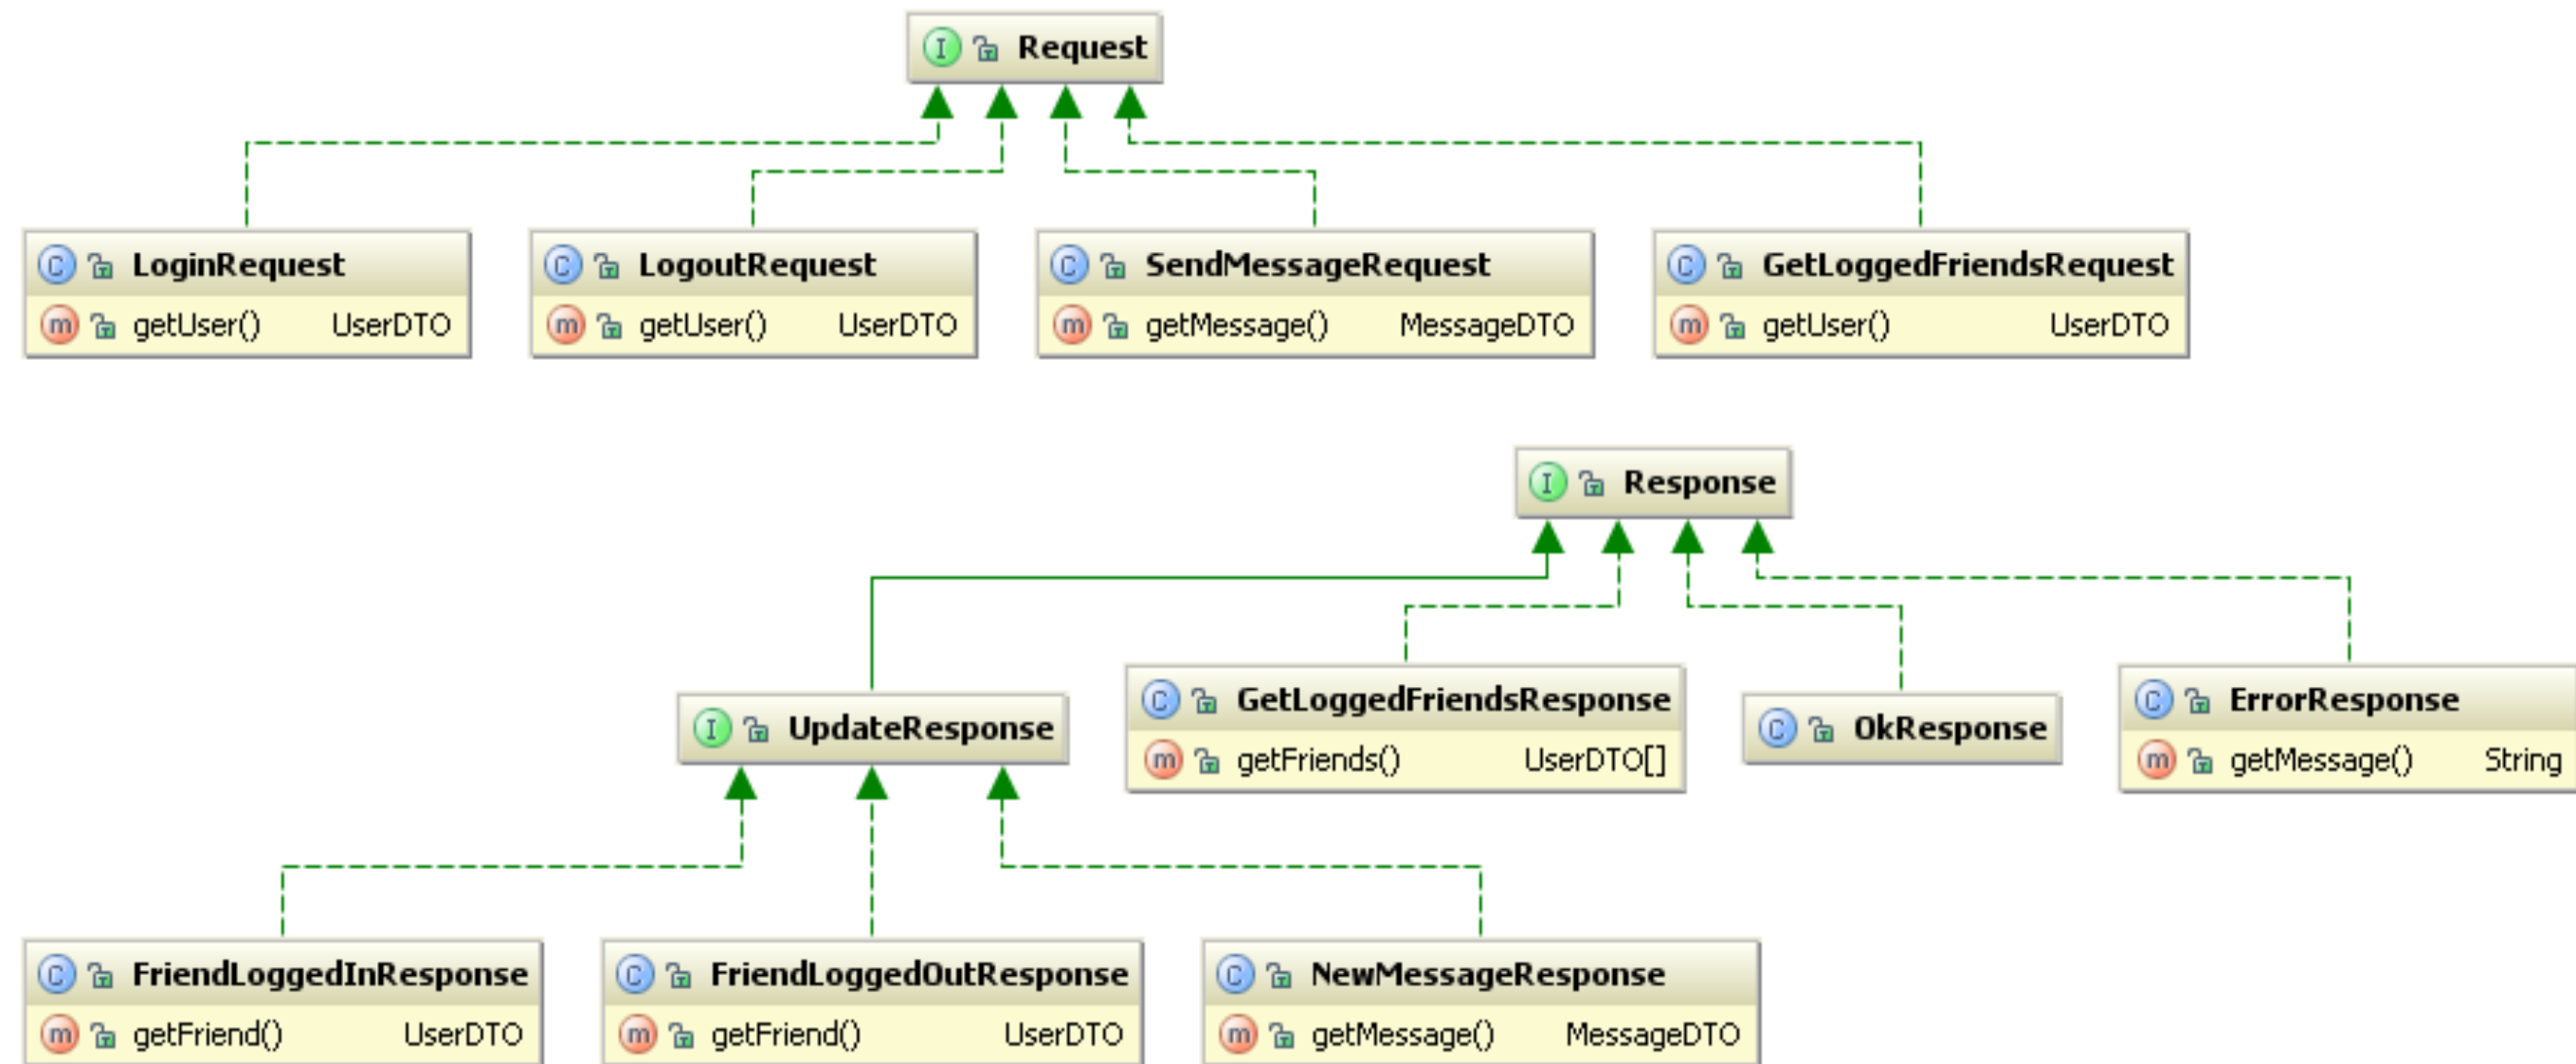 I Request
C LoginRequest
m getUser() UserDTO
C LogoutRequest
m getUser() UserDTO
C SendMessageRequest
m getMessage() MessageDTO
C GetLoggedFriendsRequest
m getUser() UserDTO
I Response
I UpdateResponse
C GetLoggedFriendsResponse
m getFriends() UserDTO[]
C OkResponse
C ErrorResponse
m getMessage() String
C FriendLoggedInResponse
m getFriend() UserDTO
C FriendLoggedOutResponse
m getFriend() UserDTO
C NewMessageResponse
m getMessage() MessageDTO